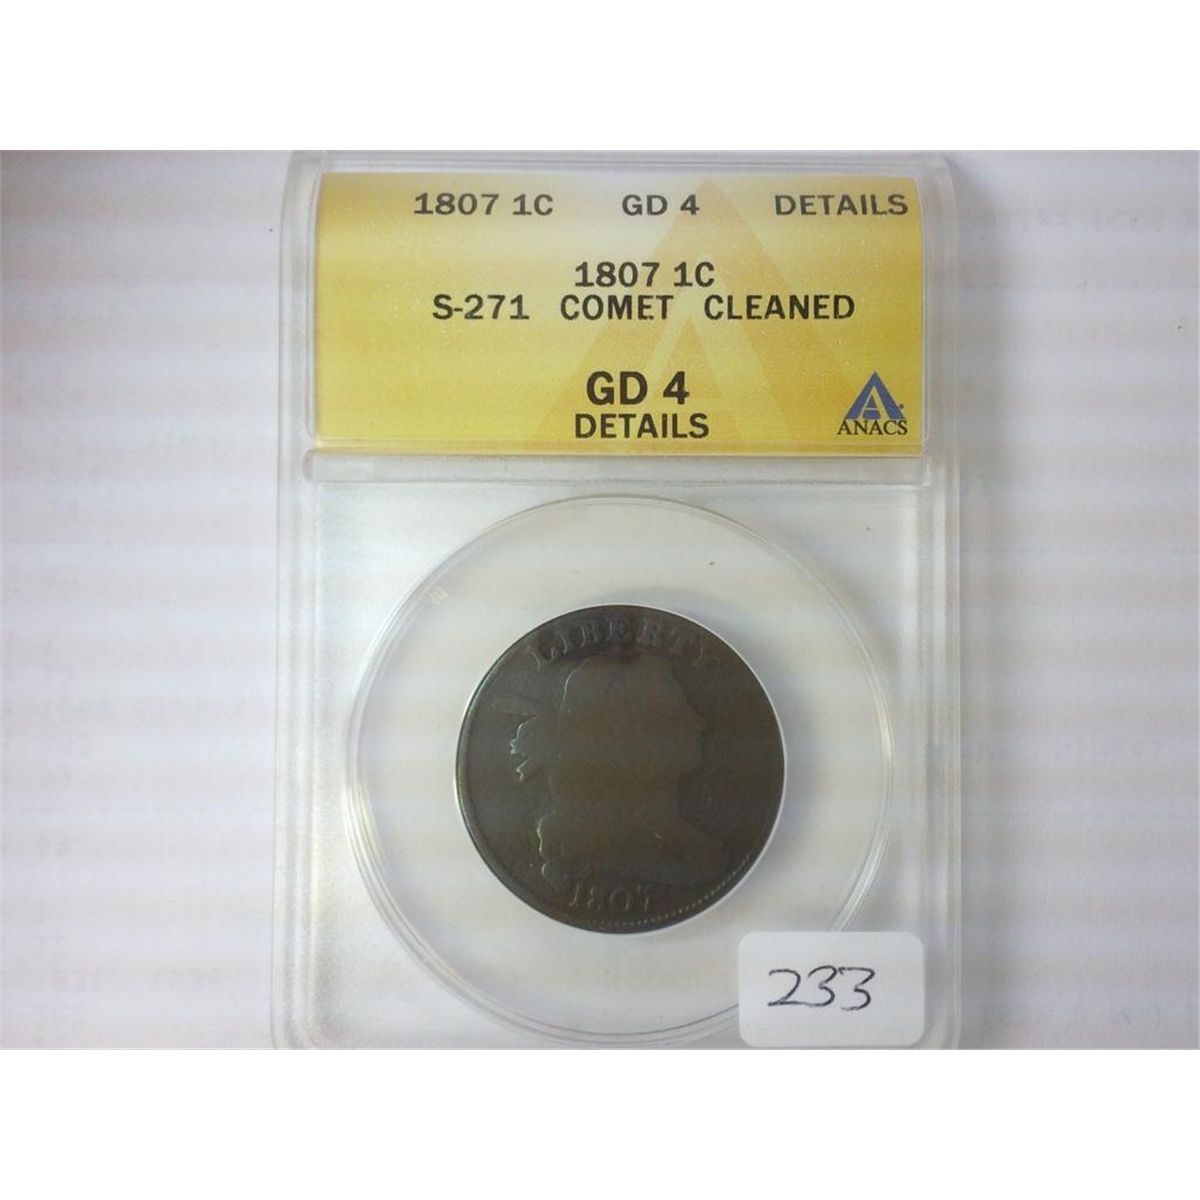 1807 1C GD 4 DETAILS
1807 1C
S-271 COMET CLEANED
GD 4
DETAILS
ANACS
LIBERTY
1807
233